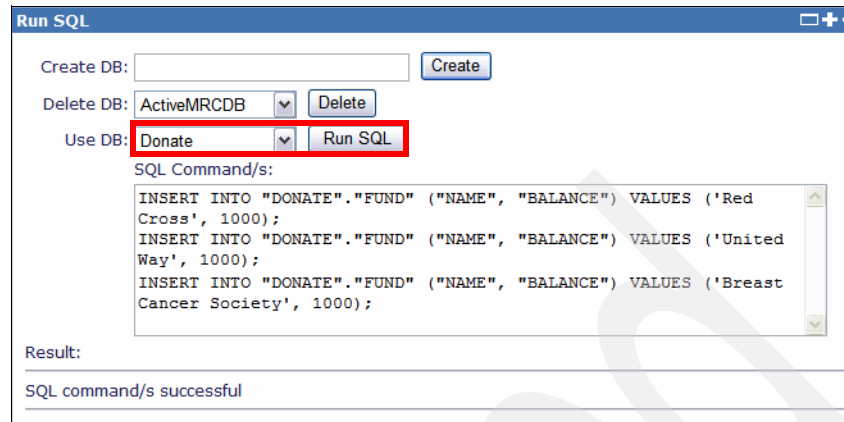 Run SQL
Create DB: Create
Delete DB: ActiveMRCDB Delete
Use DB: Donate Run SQL
SQL Command/s:
INSERT INTO "DONATE"."FUND" ("NAME", "BALANCE") VALUES ('Red
Cross', 1000);
INSERT INTO "DONATE"."FUND" ("NAME", "BALANCE") VALUES ('United
Way', 1000);
INSERT INTO "DONATE"."FUND" ("NAME", "BALANCE") VALUES ('Breast
Cancer Society', 1000);
Result:
SQL command/s successful